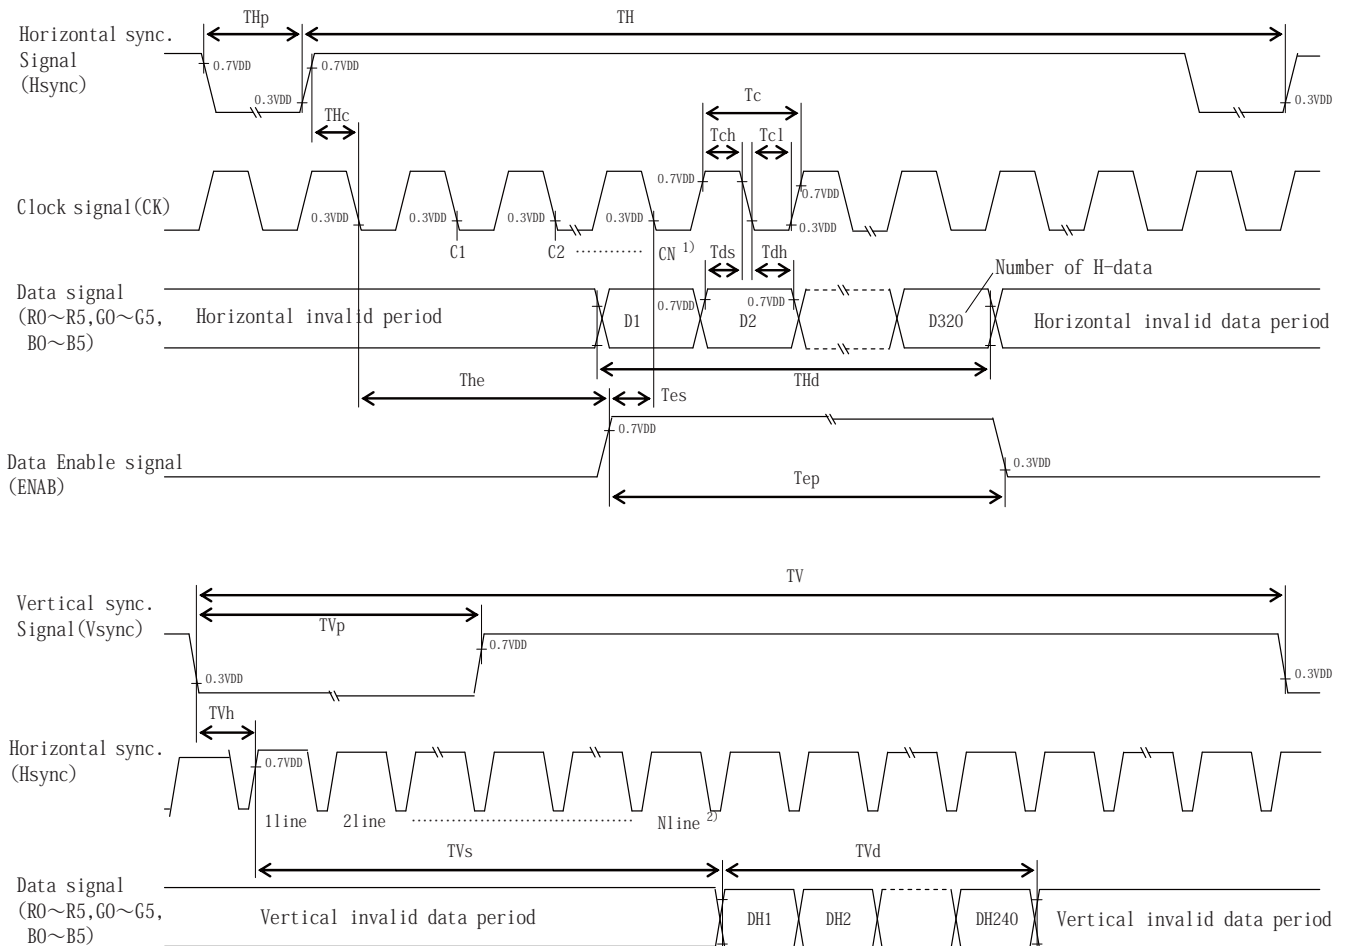 THp
TH
Horizontal sync.
Signal
(Hsync)
0.7VDD
0.7VDD
0.3VDD
0.3VDD
THc
Tc
Tch
Tcl
Clock signal(CK)
0.3VDD
0.3VDD
0.3VDD
0.3VDD
0.7VDD
0.7VDD
0.3VDD
C1
C2
CN 1)
Tds
Tdh
Number of H-data
Data signal
(R0～R5,G0～G5,
B0～B5)
Horizontal invalid period
D1
0.7VDD
D2
0.7VDD
D320
Horizontal invalid data period
The
Tes
THd
0.7VDD
Data Enable signal
(ENAB)
0.3VDD
Tep
TV
Vertical sync.
Signal(Vsync)
TVp
0.7VDD
0.3VDD
0.3VDD
TVh
Horizontal sync.
(Hsync)
0.7VDD
1line
2line
Nline 2)
TVs
TVd
Data signal
(R0～R5,G0～G5,
B0～B5)
Vertical invalid data period
DH1
DH2
DH240
Vertical invalid data period